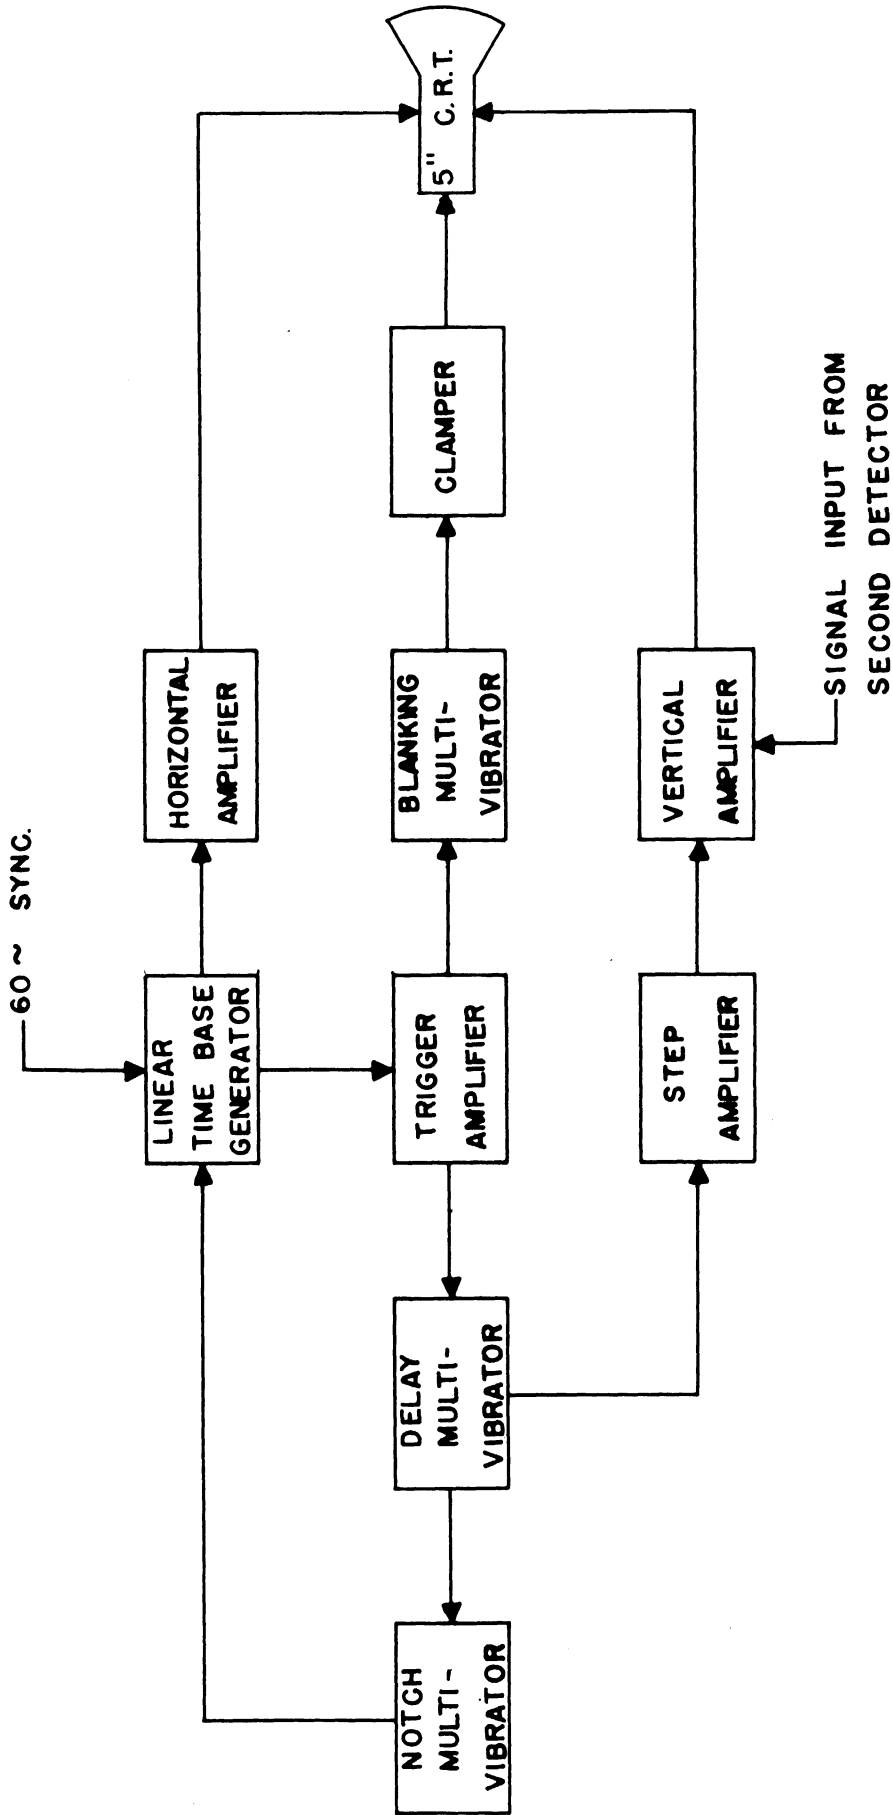 60 ~ SYNC.
LINEAR
TIME BASE
GENERATOR
HORIZONTAL
AMPLIFIER
NOTCH
MULTI-
VIBRATOR
DELAY
MULTI-
VIBRATOR
TRIGGER
AMPLIFIER
BLANKING
MULTI-
VIBRATOR
CLAMPER
5" C.R.T.
STEP
AMPLIFIER
VERTICAL
AMPLIFIER
SIGNAL INPUT FROM
SECOND DETECTOR